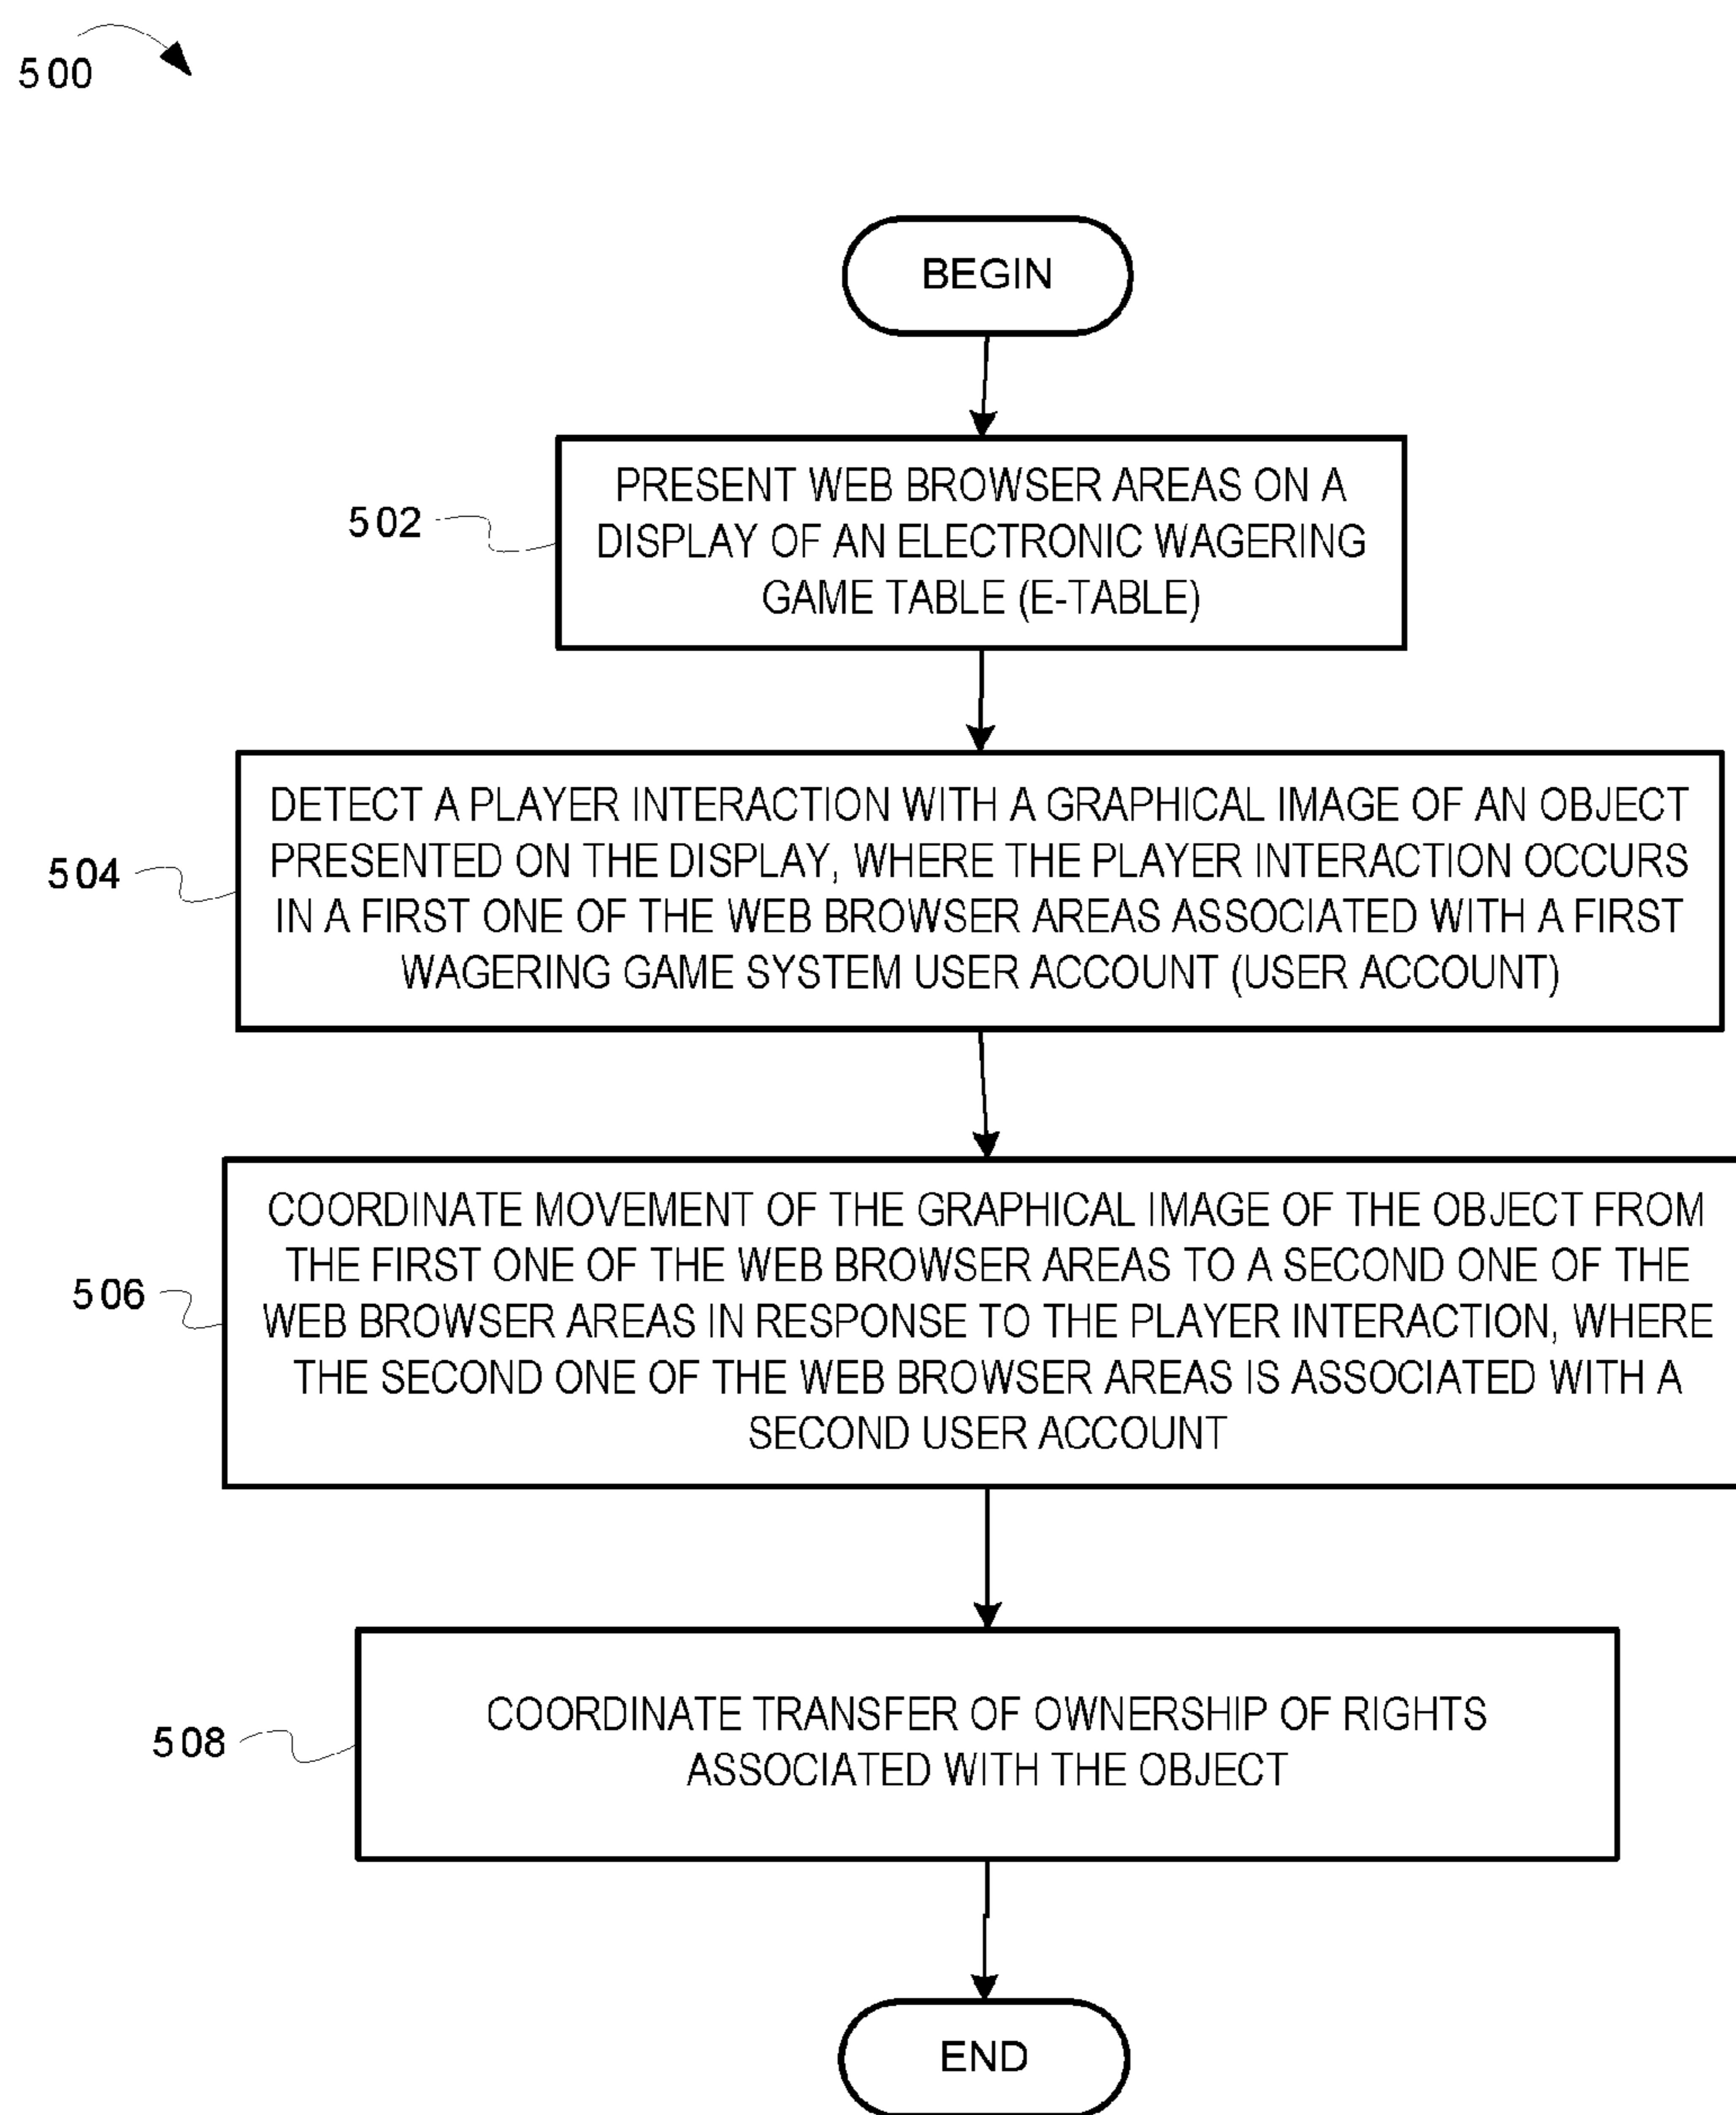 500
BEGIN
502
PRESENT WEB BROWSER AREAS ON A
DISPLAY OF AN ELECTRONIC WAGERING
GAME TABLE (E-TABLE)
504
DETECT A PLAYER INTERACTION WITH A GRAPHICAL IMAGE OF AN OBJECT
PRESENTED ON THE DISPLAY, WHERE THE PLAYER INTERACTION OCCURS
IN A FIRST ONE OF THE WEB BROWSER AREAS ASSOCIATED WITH A FIRST
WAGERING GAME SYSTEM USER ACCOUNT (USER ACCOUNT)
506
COORDINATE MOVEMENT OF THE GRAPHICAL IMAGE OF THE OBJECT FROM
THE FIRST ONE OF THE WEB BROWSER AREAS TO A SECOND ONE OF THE
WEB BROWSER AREAS IN RESPONSE TO THE PLAYER INTERACTION, WHERE
THE SECOND ONE OF THE WEB BROWSER AREAS IS ASSOCIATED WITH A
SECOND USER ACCOUNT
508
COORDINATE TRANSFER OF OWNERSHIP OF RIGHTS
ASSOCIATED WITH THE OBJECT
END